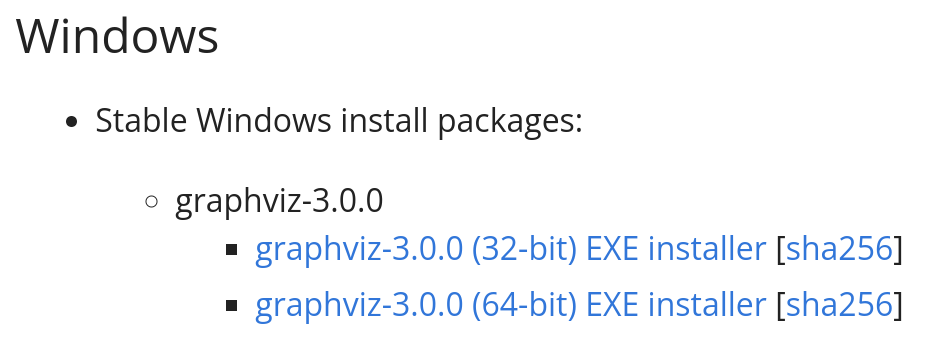 Windows
Stable Windows install packages:
graphviz-3.0.0
graphviz-3.0.0 (32-bit) EXE installer [sha256]
graphviz-3.0.0 (64-bit) EXE installer [sha256]